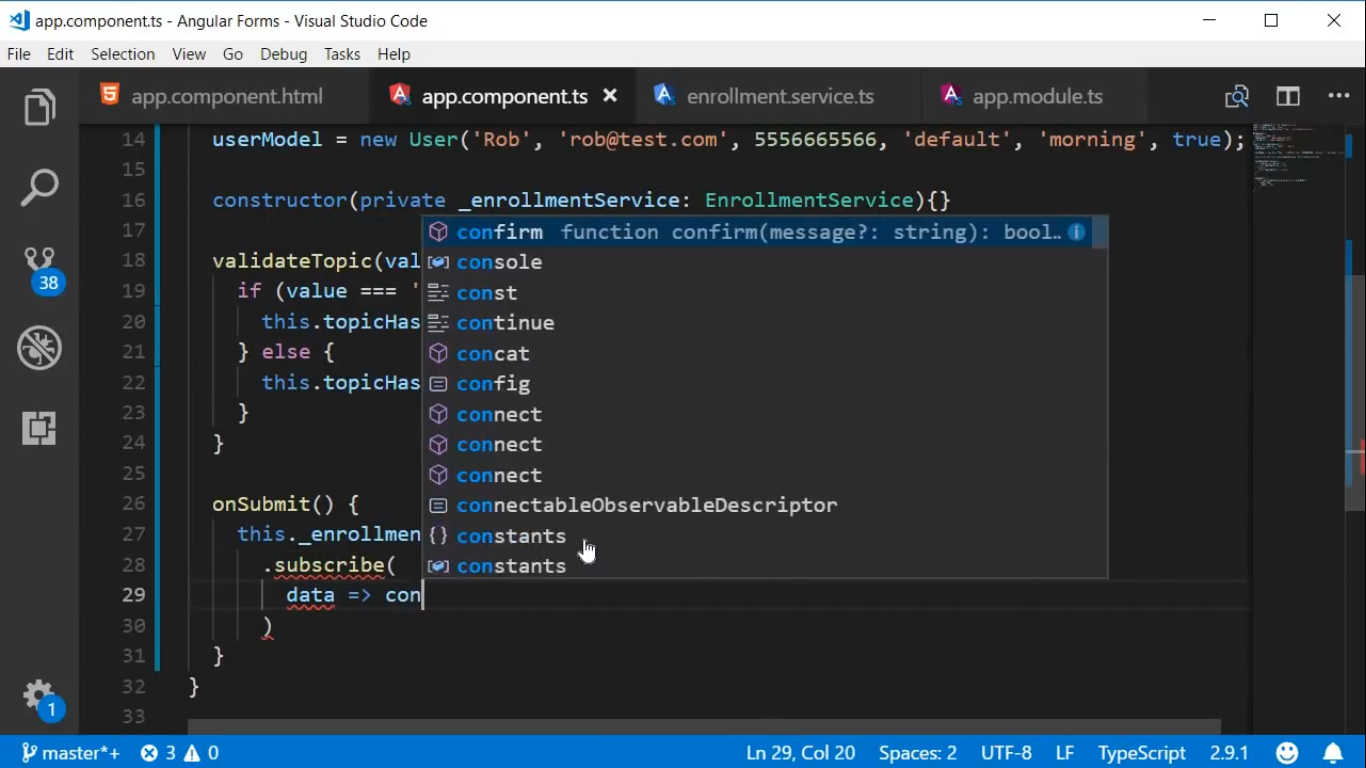 app.component.ts - Angular Forms - Visual Studio Code
File Edit Selection View Go Debug Tasks Help
app.component.html app.component.ts enrollment.service.ts app.module.ts
14 userModel = new User('Rob', 'rob@test.com', 5556665566, 'default', 'morning', true);
15
16 constructor(private _enrollmentService: EnrollmentService){}
17
confirm function confirm(message?: string): bool…
18 validateTopic(val
console
19 if (value === '
const
20 this.topicHas
continue
21 } else {
concat
22 this.topicHas
config
23 }
connect
24 }
connect
25
connect
26 onSubmit() {
connectableObservableDescriptor
27 this._enrollmen
{} constants
28 .subscribe(
constants
29 data => con
30 )
31 }
32 }
33
38
1
master*+ 3 0 Ln 29, Col 20 Spaces: 2 UTF-8 LF TypeScript 2.9.1